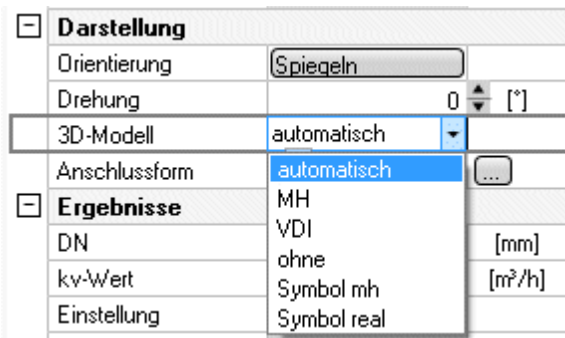 Darstellung
Orientierung Spiegeln
Drehung 0 [°]
3D-Modell automatisch
Anschlussform automatisch ...
Ergebnisse MH
VDI
DN ohne [mm]
kv-Wert Symbol mh [m³/h]
Einstellung Symbol real